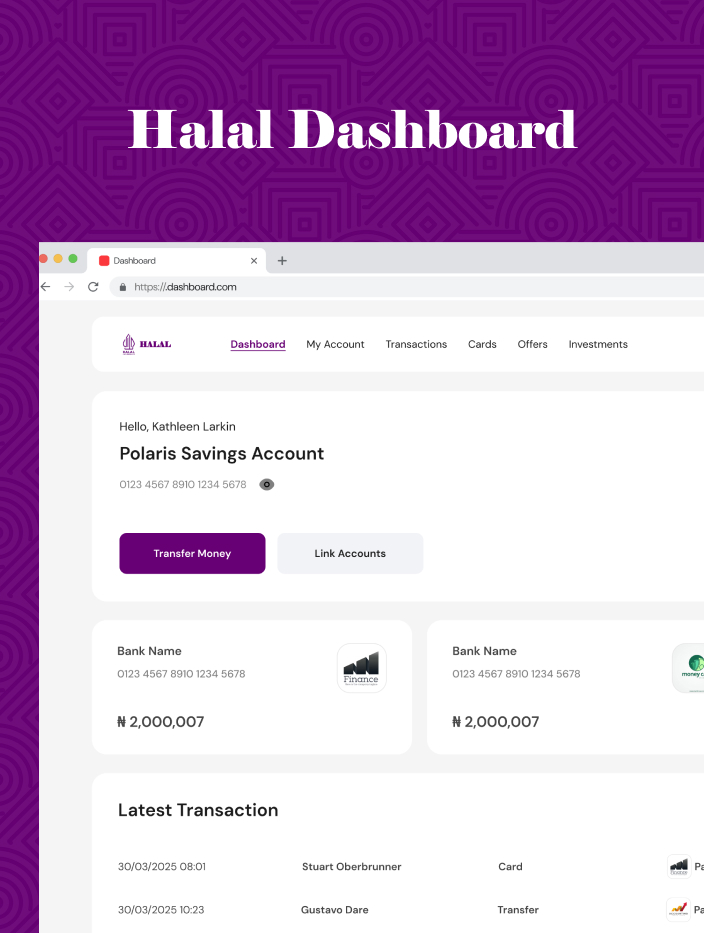 Halal Dashboard
Dashboard
https://.dashboard.com
HALAL
HALAL
Dashboard My Account Transactions Cards Offers Investments
Hello, Kathleen Larkin
Polaris Savings Account
0123 4567 8910 1234 5678
Transfer Money
Link Accounts
Bank Name
0123 4567 8910 1234 5678
Finance
₦ 2,000,007
Bank Name
0123 4567 8910 1234 5678
money c
₦ 2,000,007
Latest Transaction
30/03/2025 08:01 Stuart Oberbrunner Card Finance Pa
30/03/2025 10:23 Gustavo Dare Transfer Pa